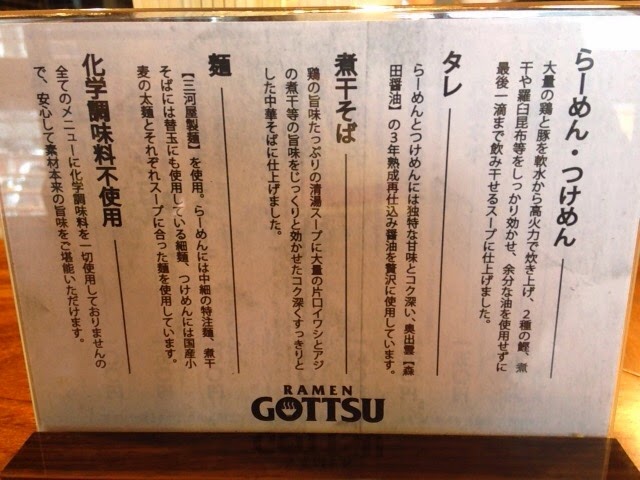 らーめん・つけめん
大量の鶏と豚を軟水から高火力で炊き上げ、2種の鰹、煮
干や羅臼昆布等をしっかり効かせ、余分な油を使用せずに
最後一滴まで飲み干せるスープに仕上げました。
タレ
らーめんとつけめんには独特な甘味とコク深い、奥出雲【森
田醤油】の3年熟成再仕込み醤油を贅沢に使用しています。
煮干そば
鶏の旨味たっぷりの清湯スープに大量の片口イワシとアジ
の煮干等の旨味をじっくりと効かせたコク深くすっきりと
した中華そばに仕上げました。
麺
【三河屋製麺】を使用。らーめんには中細の特注麺、煮干
そばには替玉にも使用している細麺、つけめんには国産小
麦の太麺とそれぞれスープに合った麺を使用しています。
化学調味料不使用
全てのメニューに化学調味料を一切使用しておりませんの
で、安心して素材本来の旨味をご堪能いただけます。
RAMEN
GOTTSU